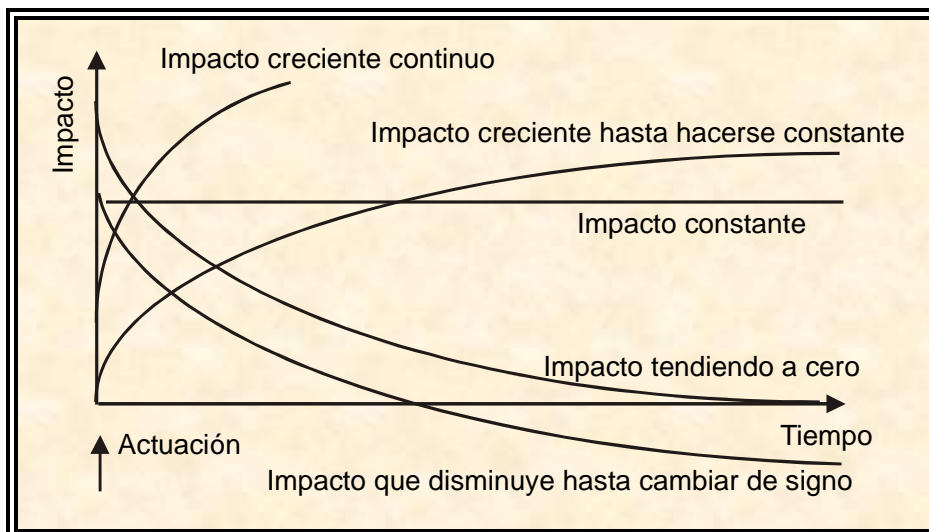 Impacto creciente continuo
Impacto
Impacto creciente hasta hacerse constante
Impacto constante
Impacto tendiendo a cero
Actuación
Tiempo
Impacto que disminuye hasta cambiar de signo